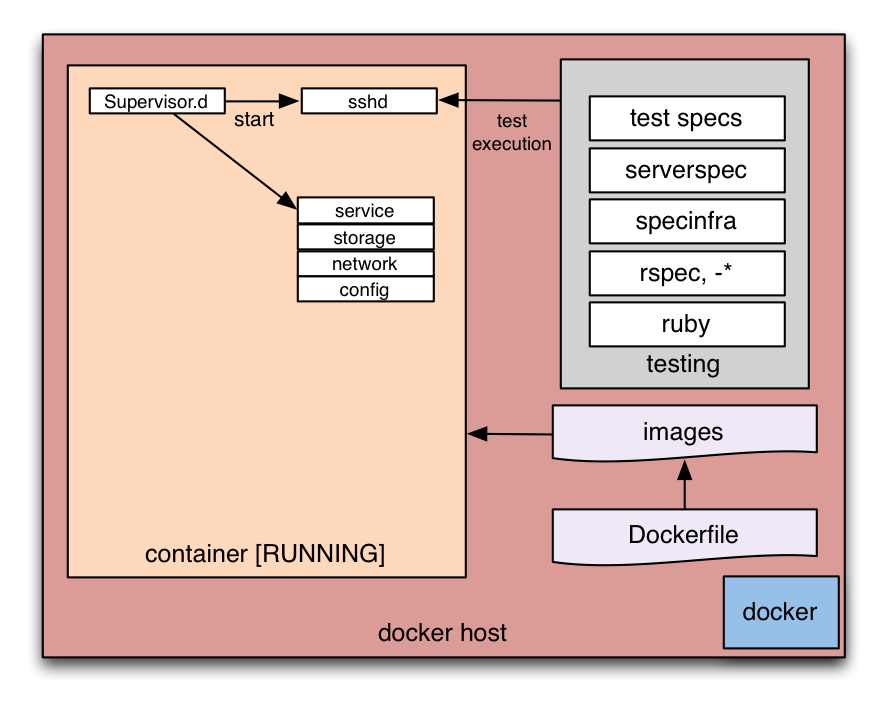 Supervisor.d
start
sshd
test
execution
service
storage
network
config
container [RUNNING]
test specs
serverspec
specinfra
rspec, -*
ruby
testing
images
Dockerfile
docker
docker host